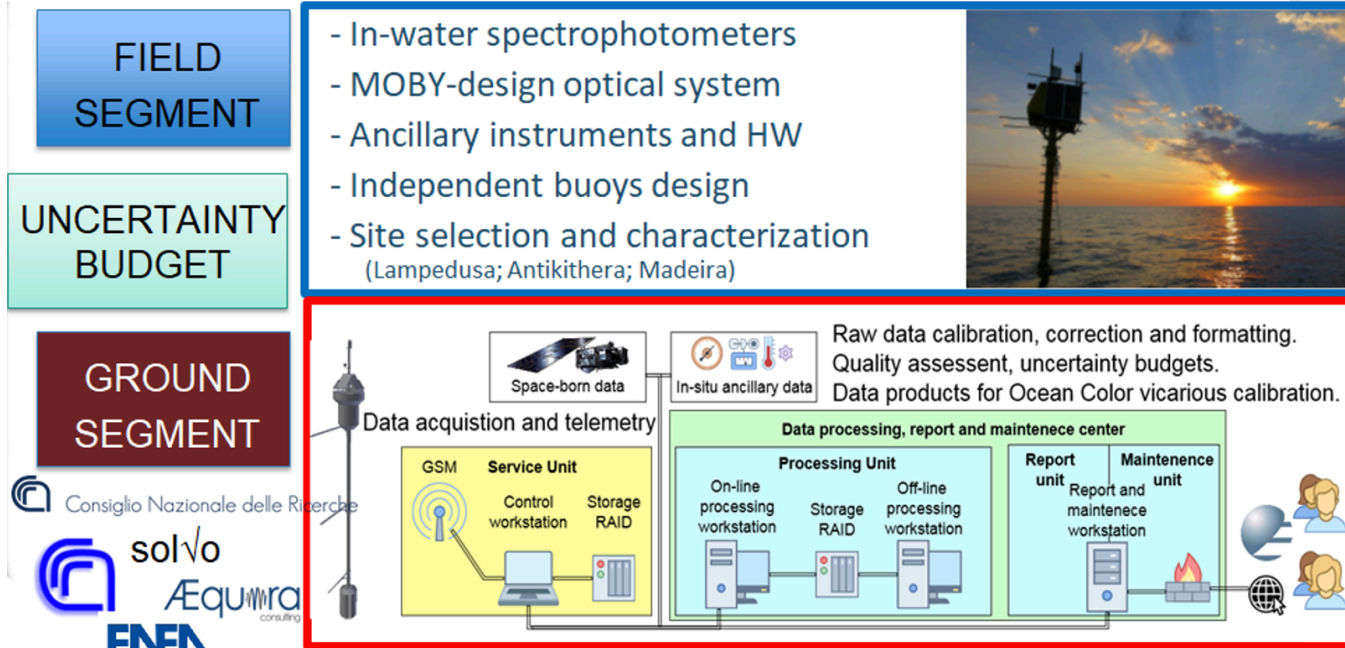 FIELD
SEGMENT
- In-water spectrophotometers
- MOBY-design optical system
- Ancillary instruments and HW
- Independent buoys design
- Site selection and characterization
(Lampedusa; Antikithera; Madeira)
UNCERTAINTY
BUDGET
GROUND
SEGMENT
Space-born data
In-situ ancillary data
Raw data calibration, correction and formatting.
Quality assessent, uncertainty budgets.
Data products for Ocean Color vicarious calibration.
Data acquistion and telemetry
GSM
Service Unit
Control
workstation
Storage
RAID
Data processing, report and maintenece center
Processing Unit
On-line
processing
workstation
Storage
RAID
Off-line
processing
workstation
Report
unit
Maintenence
unit
Report and
maintenece
workstation
Consiglio Nazionale delle Ricerche
sol√o
ÆEqu
ra
consulting
ENEA